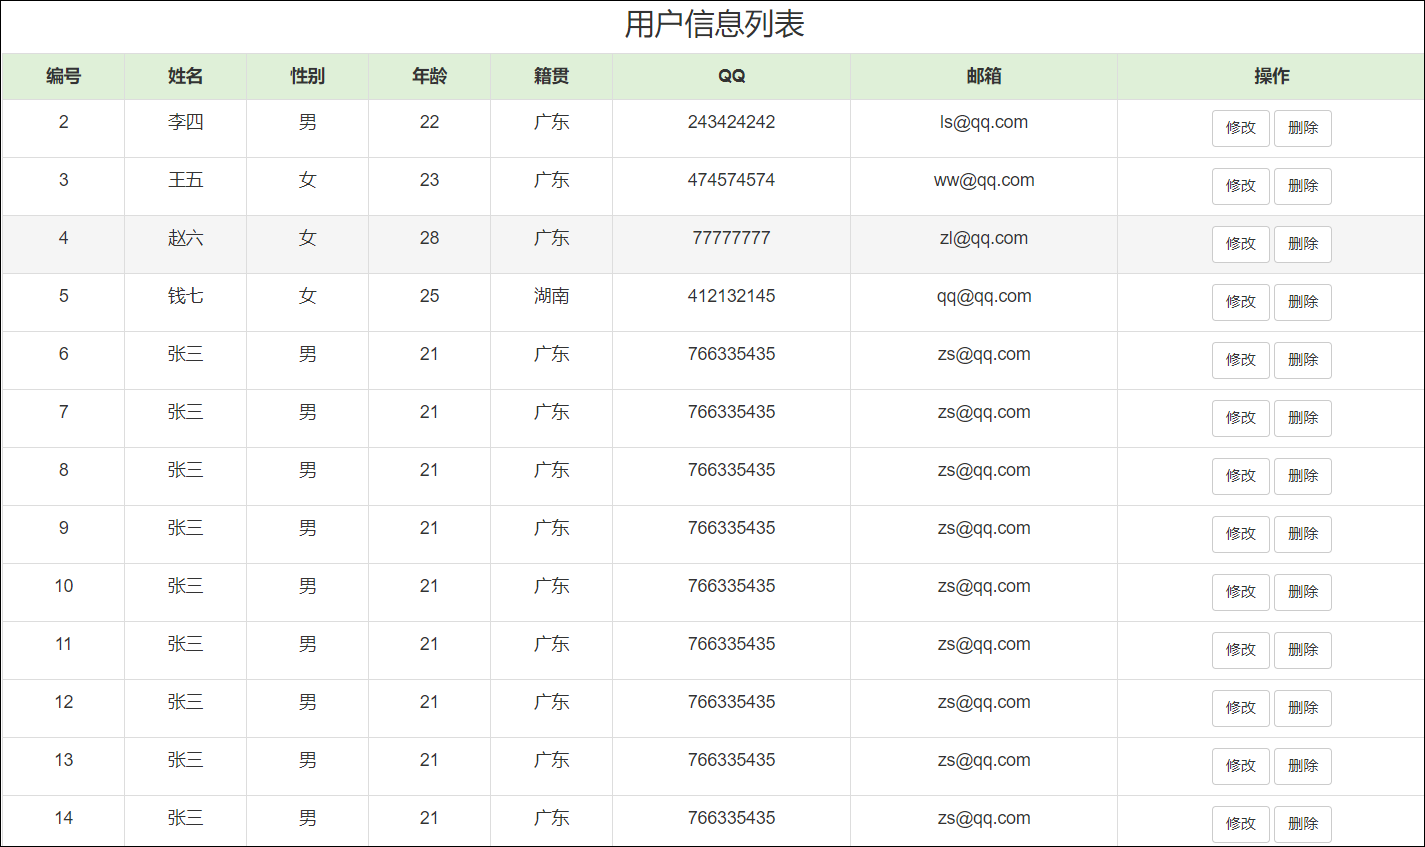 用户信息列表
编号 姓名 性别 年龄 籍贯 QQ 邮箱 操作
2 李四 男 22 广东 243424242 ls@qq.com 修改 删除
3 王五 女 23 广东 474574574 ww@qq.com 修改 删除
4 赵六 女 28 广东 77777777 zl@qq.com 修改 删除
5 钱七 女 25 湖南 412132145 qq@qq.com 修改 删除
6 张三 男 21 广东 766335435 zs@qq.com 修改 删除
7 张三 男 21 广东 766335435 zs@qq.com 修改 删除
8 张三 男 21 广东 766335435 zs@qq.com 修改 删除
9 张三 男 21 广东 766335435 zs@qq.com 修改 删除
10 张三 男 21 广东 766335435 zs@qq.com 修改 删除
11 张三 男 21 广东 766335435 zs@qq.com 修改 删除
12 张三 男 21 广东 766335435 zs@qq.com 修改 删除
13 张三 男 21 广东 766335435 zs@qq.com 修改 删除
14 张三 男 21 广东 766335435 zs@qq.com 修改 删除